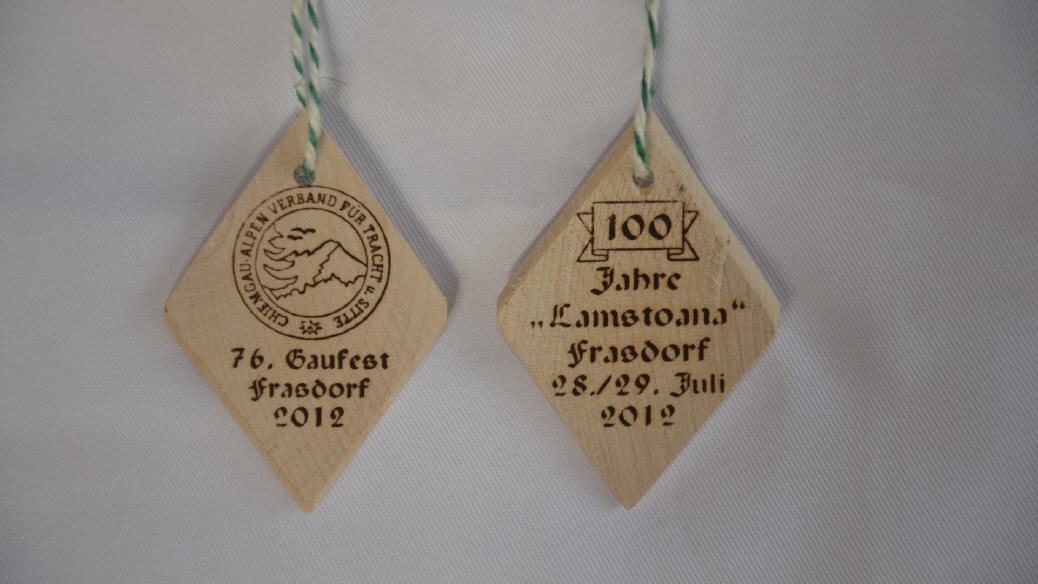 CHIEMGAU-ALPEN VERBAND FÜR TRACHT u. SITTE
76. Gaufest
Frasdorf
2012
100
Jahre
„Lamstoana“
Frasdorf
28./29. Juli
2012